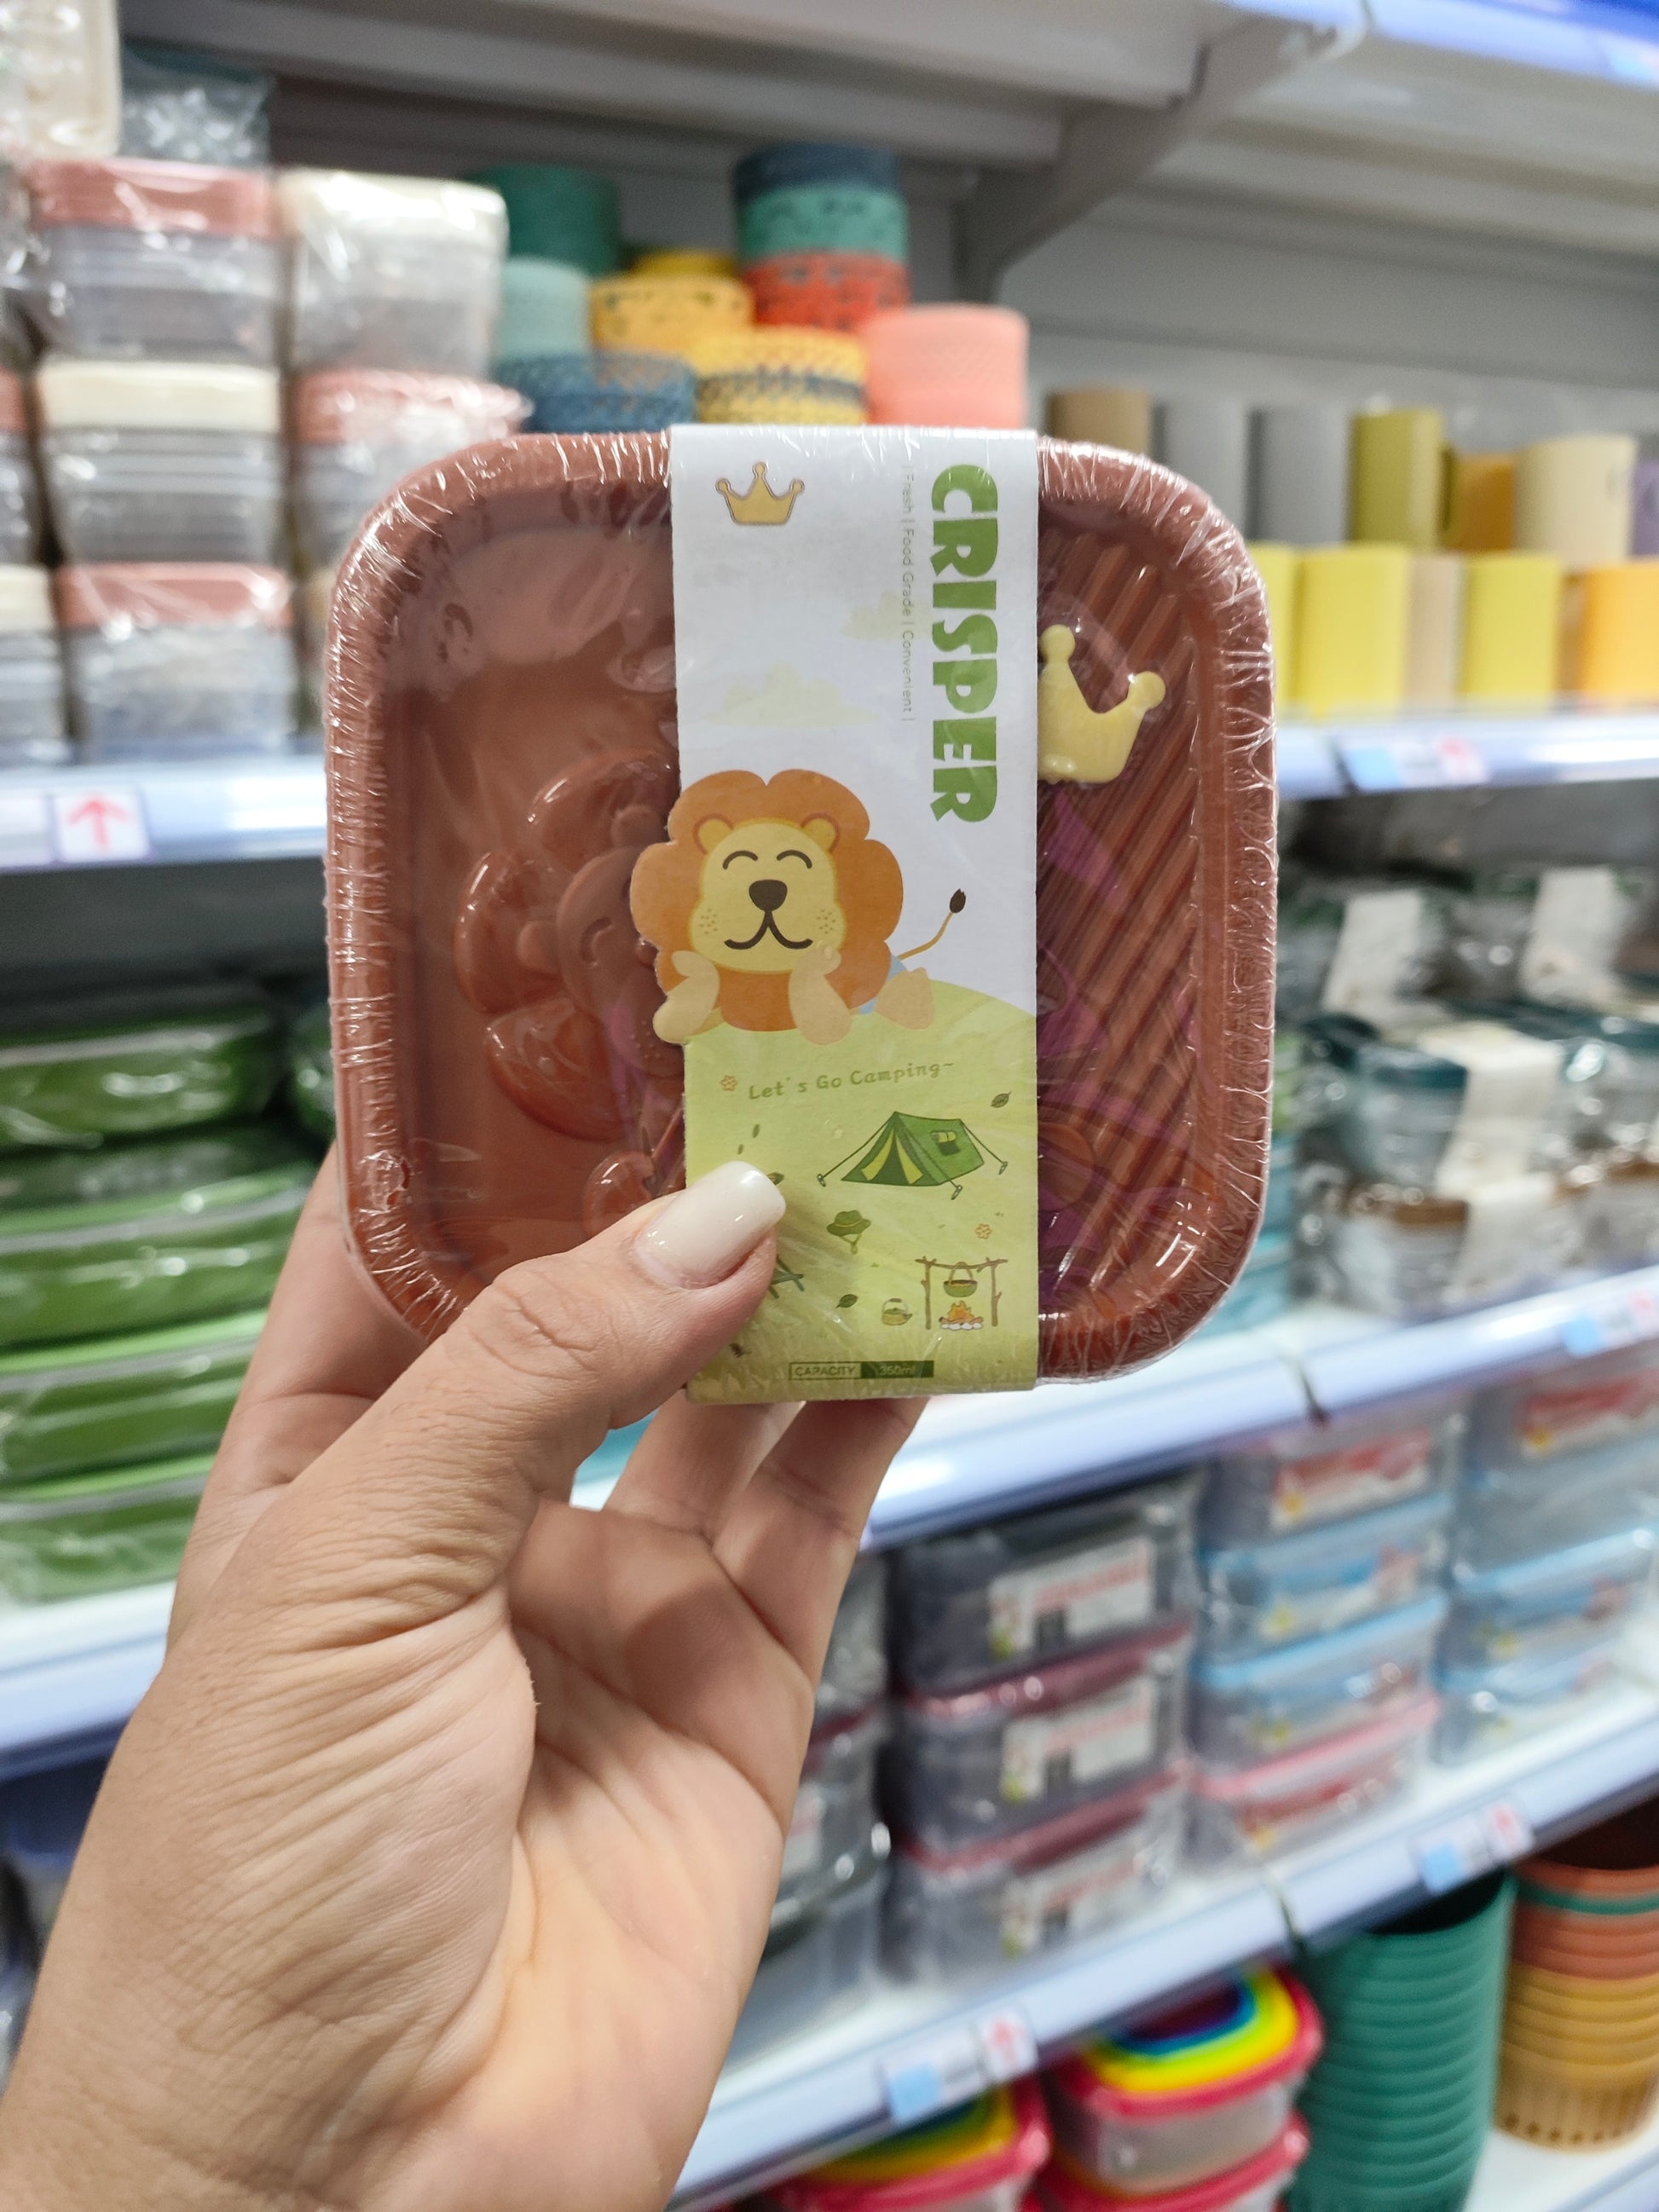 CRISPER
| Fresh | Food Grade | Convenient |
Let's Go Camping~
CAPACITY 350ml